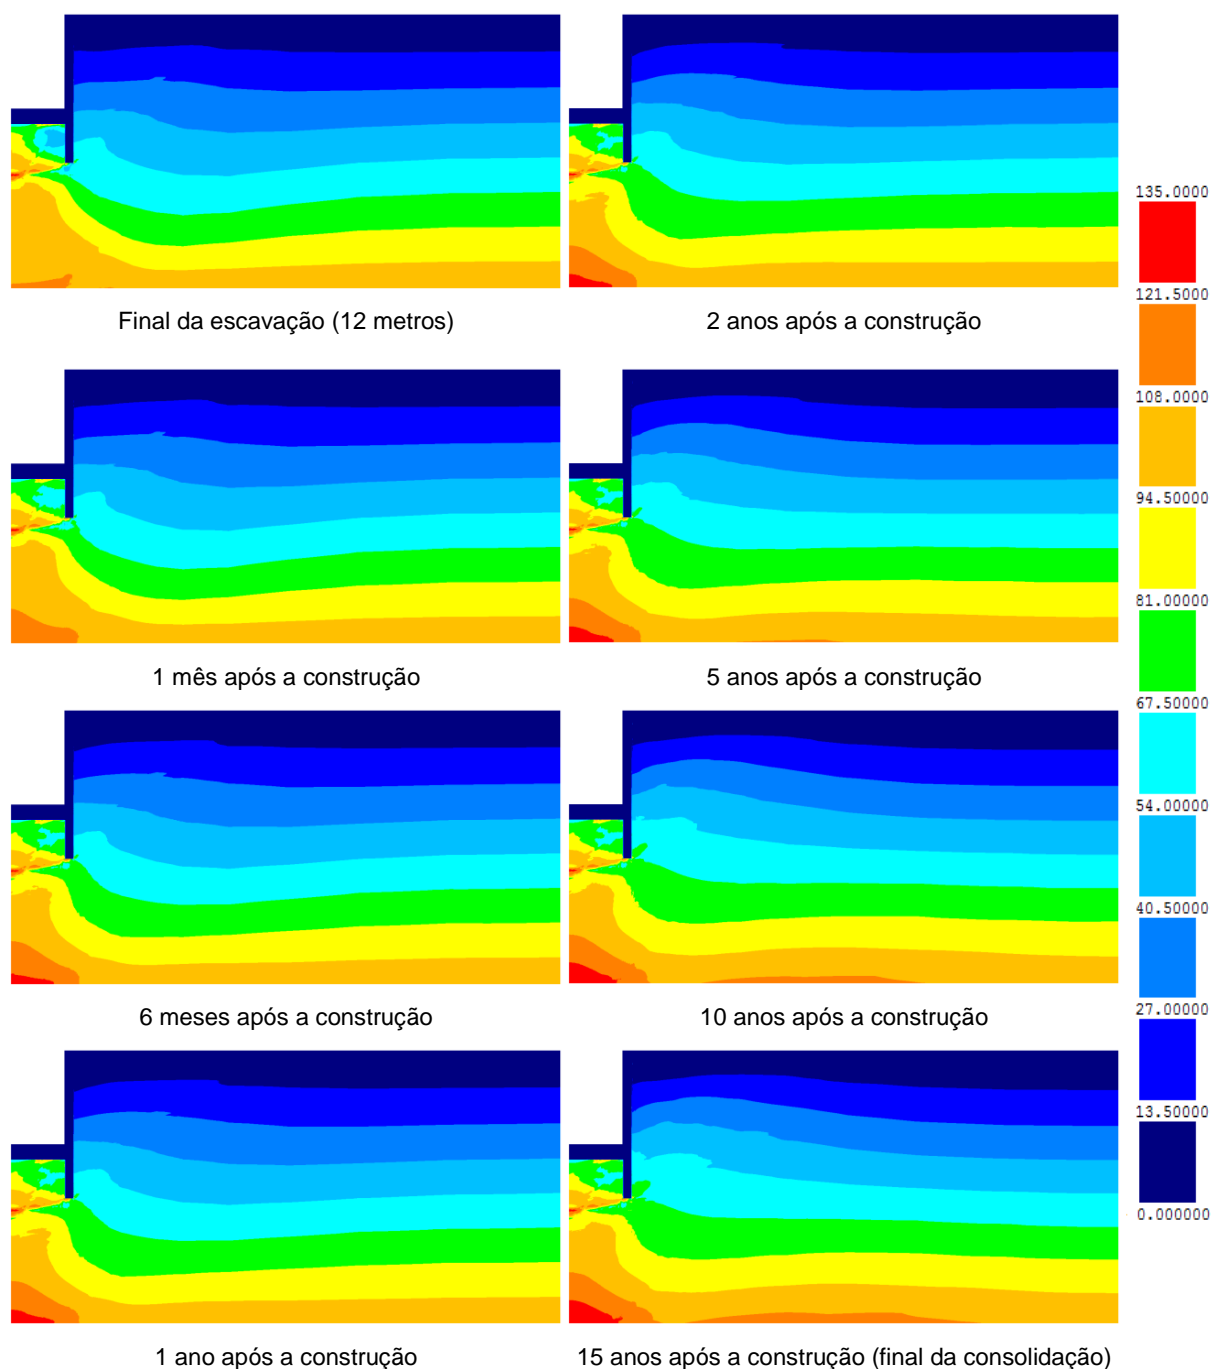 Final da escavação (12 metros)
2 anos após a construção
1 mês após a construção
5 anos após a construção
6 meses após a construção
10 anos após a construção
1 ano após a construção
15 anos após a construção (final da consolidação)
135.0000
121.5000
108.0000
94.50000
81.00000
67.50000
54.00000
40.50000
27.00000
13.50000
0.000000